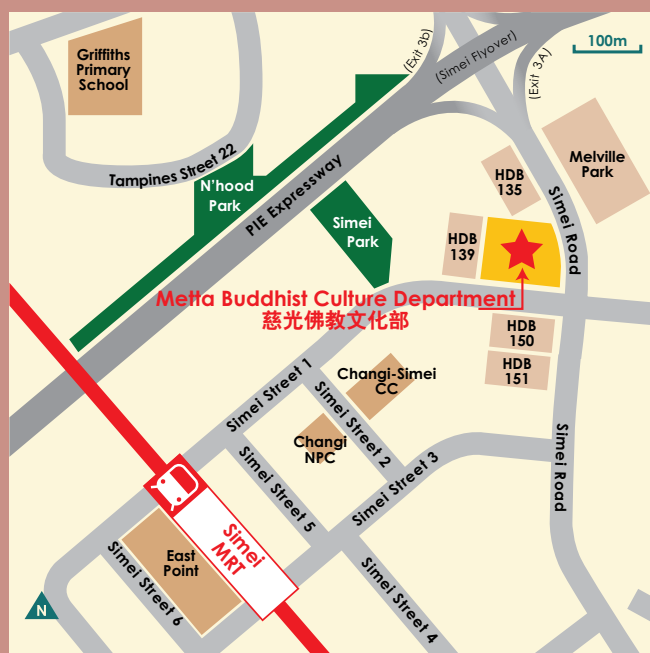 Griffiths
Primary
School
(Exit 3b)
(Simei Flyover)
(Exit 3A)
100m
Tampines Street 22
N'hood
Park
PIE Expressway
Simei
Park
HDB
135
Melville
Park
Simei Road
HDB
139
Metta Buddhist Culture Department
慈光佛教文化部
HDB
150
HDB
151
Simei Street 1
Changi-Simei
CC
Changi
NPC
Simei Street 2
Simei Street 3
Simei Road
Simei Street 5
Simei
MRT
East
Point
Simei Street 6
Simei Street 4
N